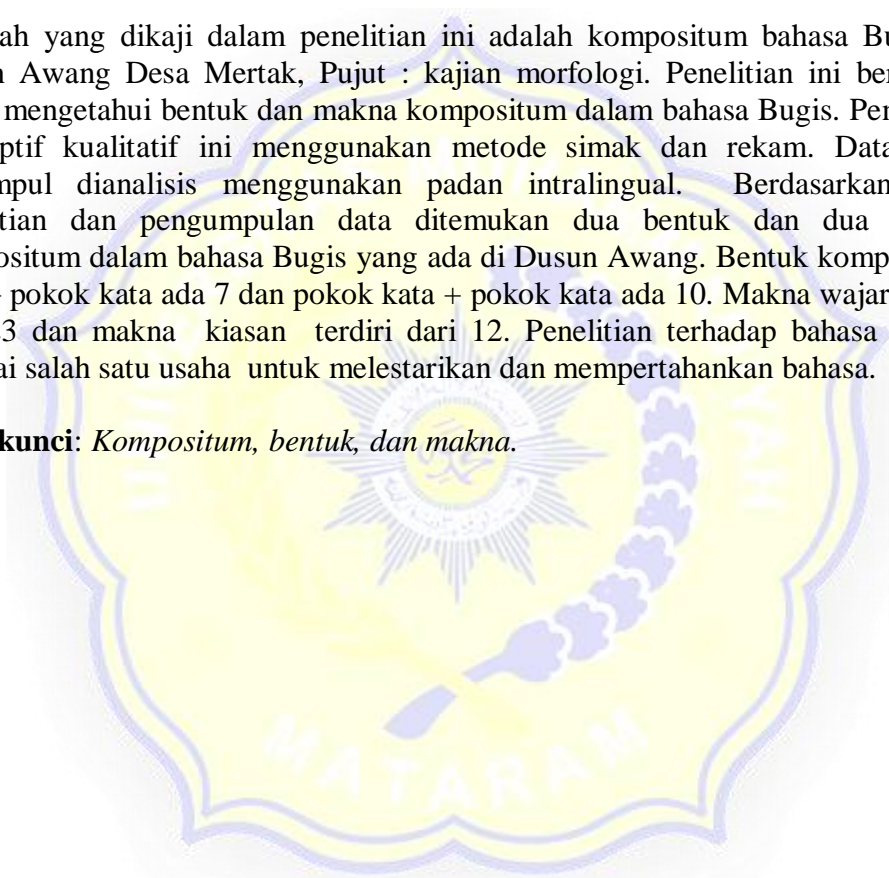 ah yang dikaji dalam penelitian ini adalah kompositum bahasa Bu
Awang Desa Mertak, Pujut : kajian morfologi. Penelitian ini ber
mengetahui bentuk dan makna kompositum dalam bahasa Bugis. Pen
ptif kualitatif ini menggunakan metode simak dan rekam. Data
mpul dianalisis menggunakan padan intralingual. Berdasarkan
tian dan pengumpulan data ditemukan dua bentuk dan dua
ositum dalam bahasa Bugis yang ada di Dusun Awang. Bentuk komp
pokok kata ada 7 dan pokok kata + pokok kata ada 10. Makna wajar
3 dan makna kiasan terdiri dari 12. Penelitian terhadap bahasa
ai salah satu usaha untuk melestarikan dan mempertahankan bahasa.
kunci: Kompositum, bentuk, dan makna.
MATARAM